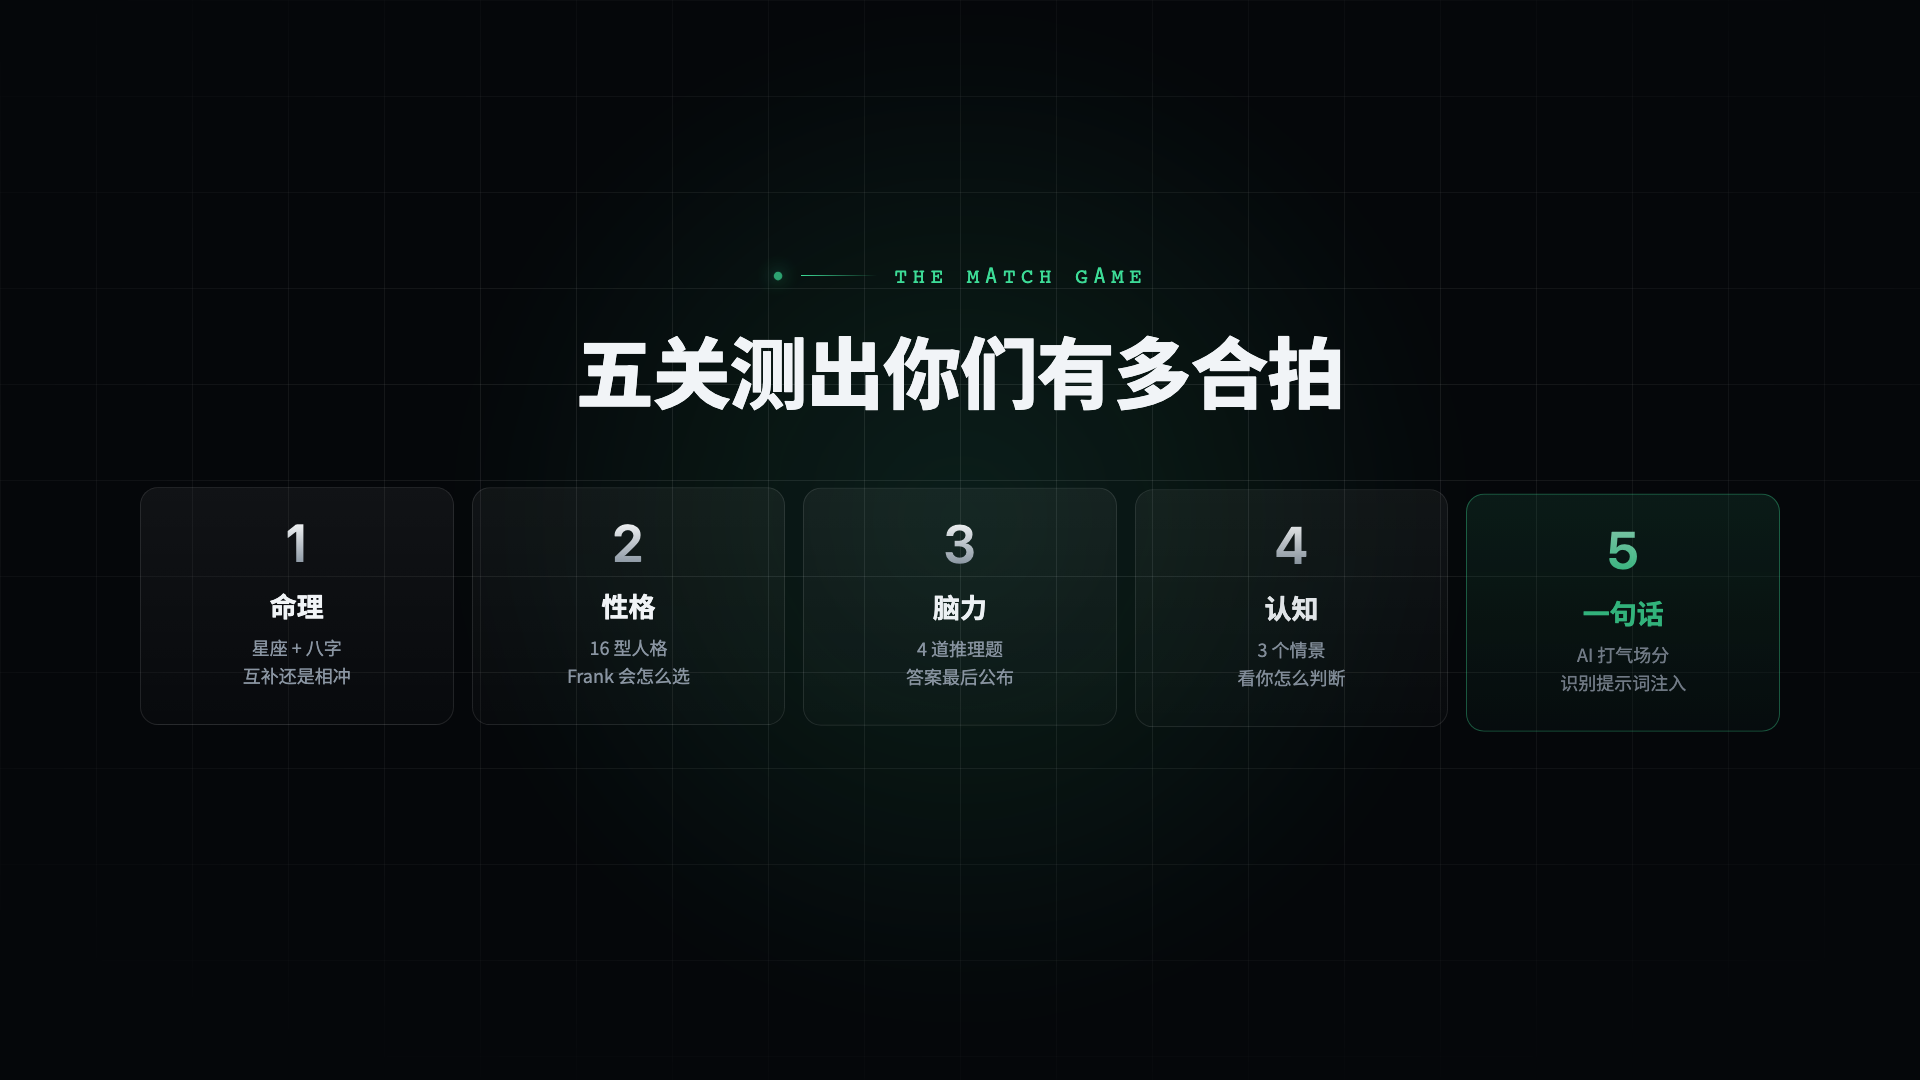 THE MATCH GAME
五关测出你们有多合拍
1
命理
星座 + 八字
互补还是相冲
2
性格
16 型人格
Frank 会怎么选
3
脑力
4 道推理题
答案最后公布
4
认知
3 个情景
看你怎么判断
5
一句话
AI 打气场分
识别提示词注入